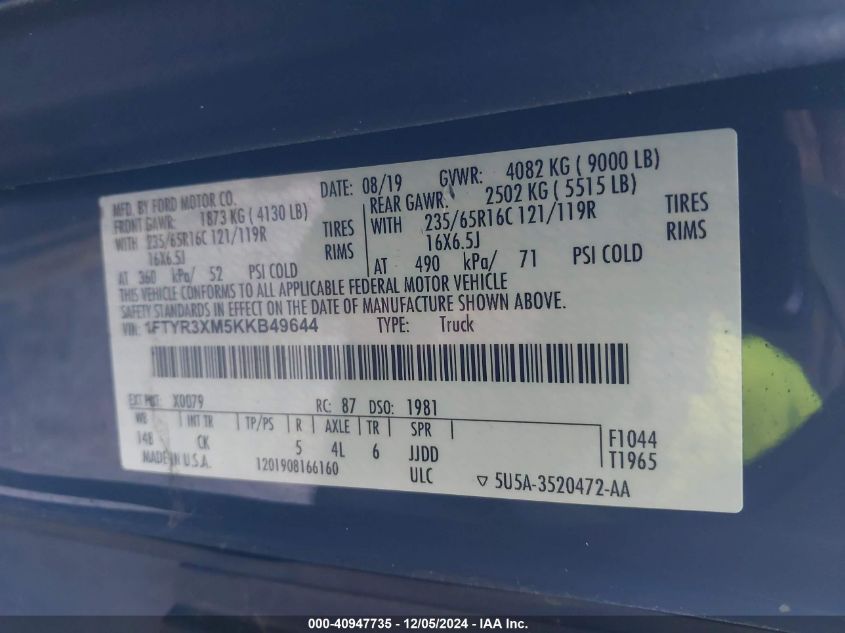 MFD. BY FORD MOTOR CO. DATE: 08/19 GVWR: 4082 KG ( 9000 LB)
FRONT GAWR: 1873 KG ( 4130 LB) REAR GAWR: 2502 KG ( 5515 LB)
WITH 235/65R16C 121/119R TIRES WITH 235/65R16C 121/119R TIRES
16X6.5J RIMS 16X6.5J RIMS
AT 360 kPa/ 52 PSI COLD AT 490 kPa/ 71 PSI COLD
THIS VEHICLE CONFORMS TO ALL APPLICABLE FEDERAL MOTOR VEHICLE
SAFETY STANDARDS IN EFFECT ON THE DATE OF MANUFACTURE SHOWN ABOVE.
VIN: 1FTYR3XM5KKB49644 TYPE: Truck
EXT PNT: X0079 RC: 87 DSO: 1981
WB INT TR TP/PS R AXLE TR SPR
148 CK 5 4L 6 JJDD F1044
T1965
MADE IN U.S.A. 1201908166160 ULC ▽ 5U5A-3520472-AA
000-40947735 - 12/05/2024 - IAA Inc.